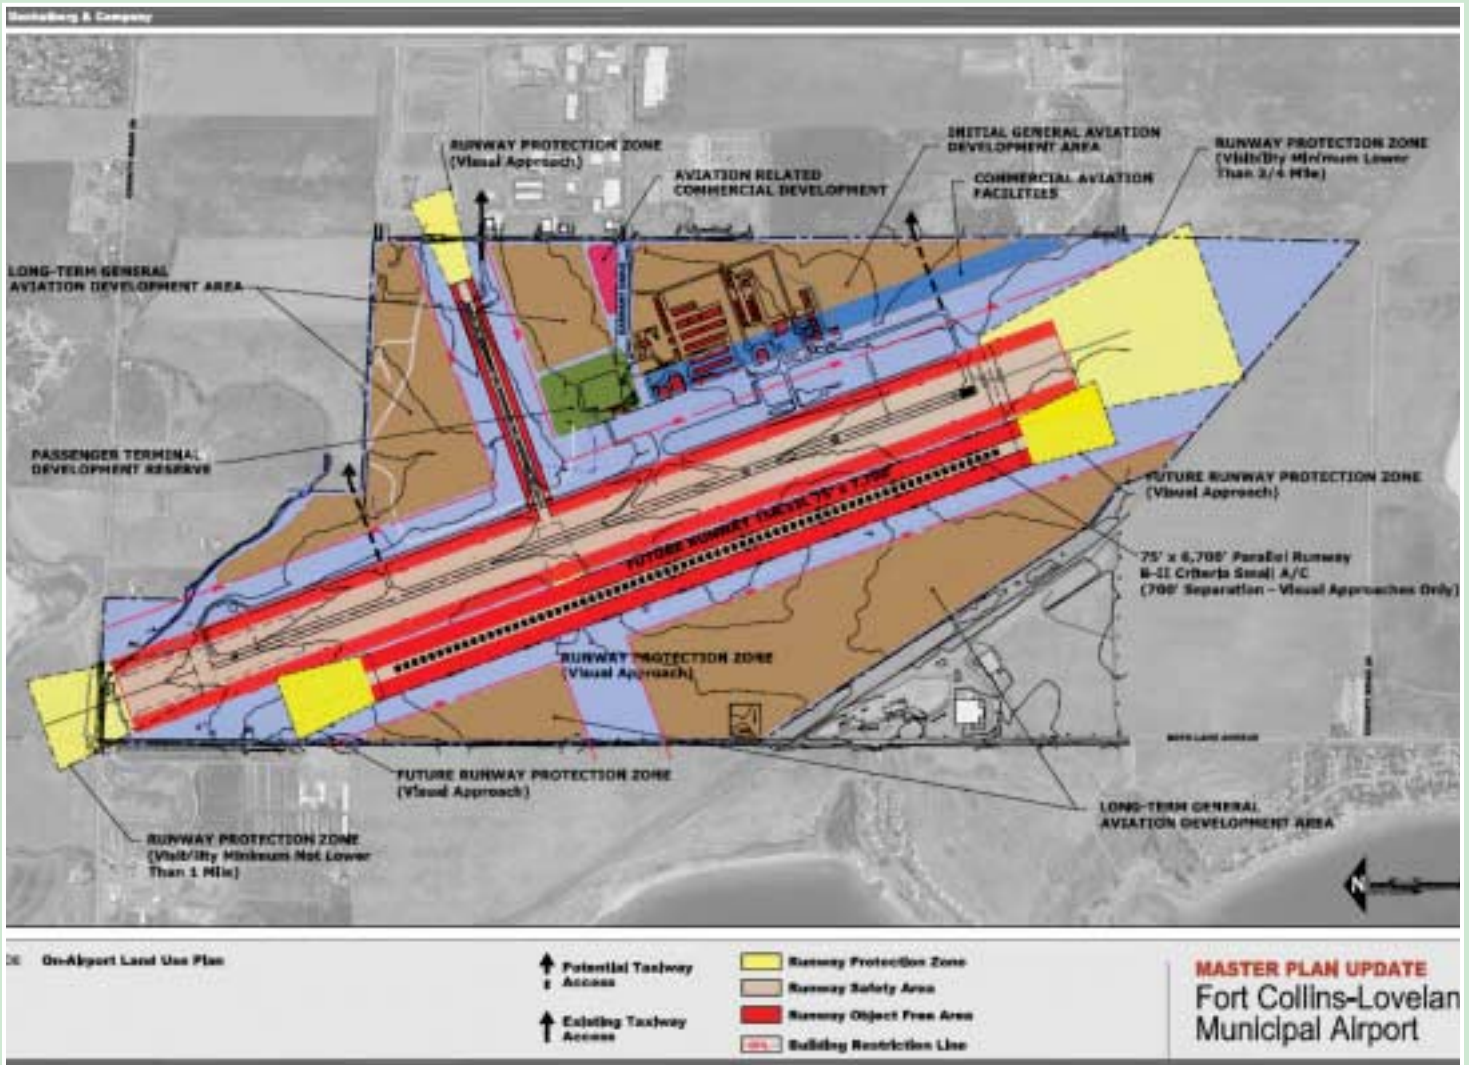 & Company
RUNWAY PROTECTION ZONE
(Visual Approach)
AVIATION RELATED
COMMERCIAL DEVELOPMENT
INITIAL GENERAL AVIATION
DEVELOPMENT AREA
COMMERCIAL AVIATION
FACILITIES
RUNWAY PROTECTION ZONE
(Visibility Minimum Lower
Than 3/4 Mile)
LONG-TERM GENERAL
AVIATION DEVELOPMENT AREA
PASSENGER TERMINAL
DEVELOPMENT RESERVE
FUTURE RUNWAY PROTECTION ZONE
(Visual Approach)
75' x 6,700' Parallel Runway
B-II Criteria Small A/C
(700' Separation - Visual Approaches Only)
FUTURE RUNWAY
RUNWAY PROTECTION ZONE
(Visual Approach)
FUTURE RUNWAY PROTECTION ZONE
(Visual Approach)
RUNWAY PROTECTION ZONE
(Visibility Minimum Not Lower
Than 1 Mile)
LONG-TERM GENERAL
AVIATION DEVELOPMENT AREA
N
On-Airport Land Use Plan
Potential Taxiway
Access
Existing Taxiway
Access
Runway Protection Zone
Runway Safety Area
Runway Object Free Area
BRL
Building Restriction Line
MASTER PLAN UPDATE
Fort Collins-Lovelan
Municipal Airport